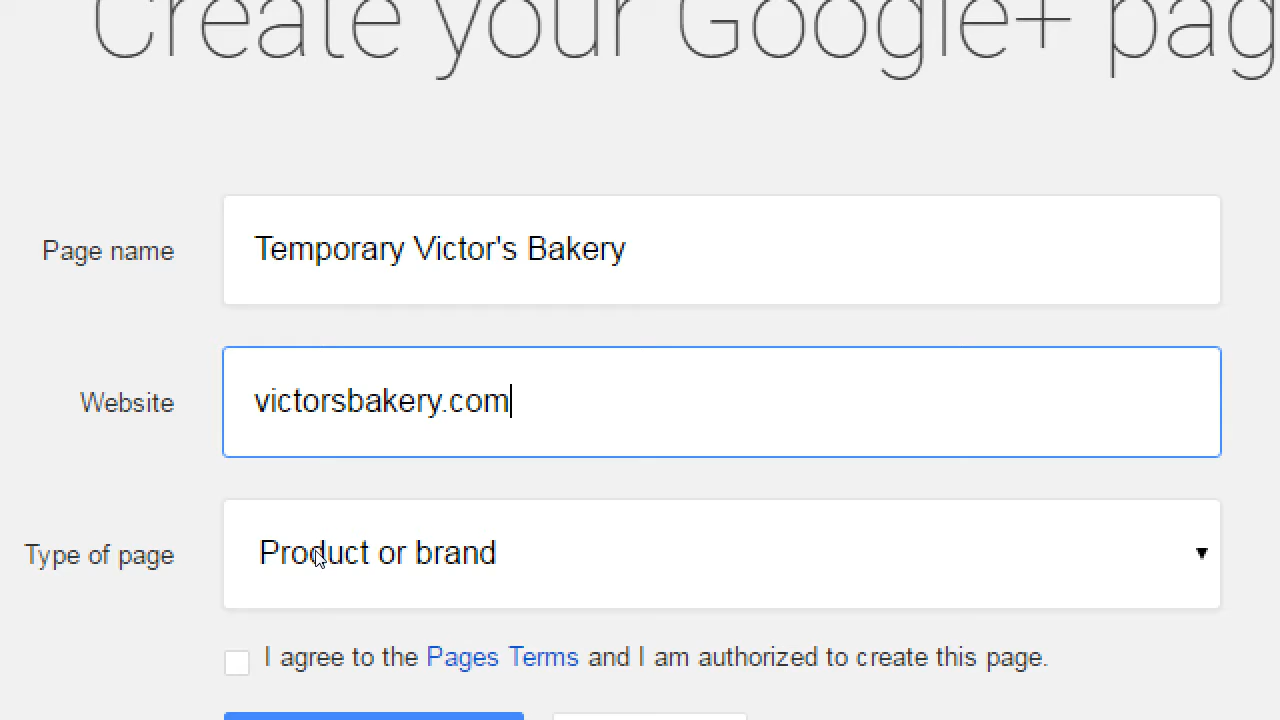 Create your Google+ pag
Page name
Temporary Victor's Bakery
Website
victorsbakery.com
Type of page
Product or brand
I agree to the Pages Terms and I am authorized to create this page.